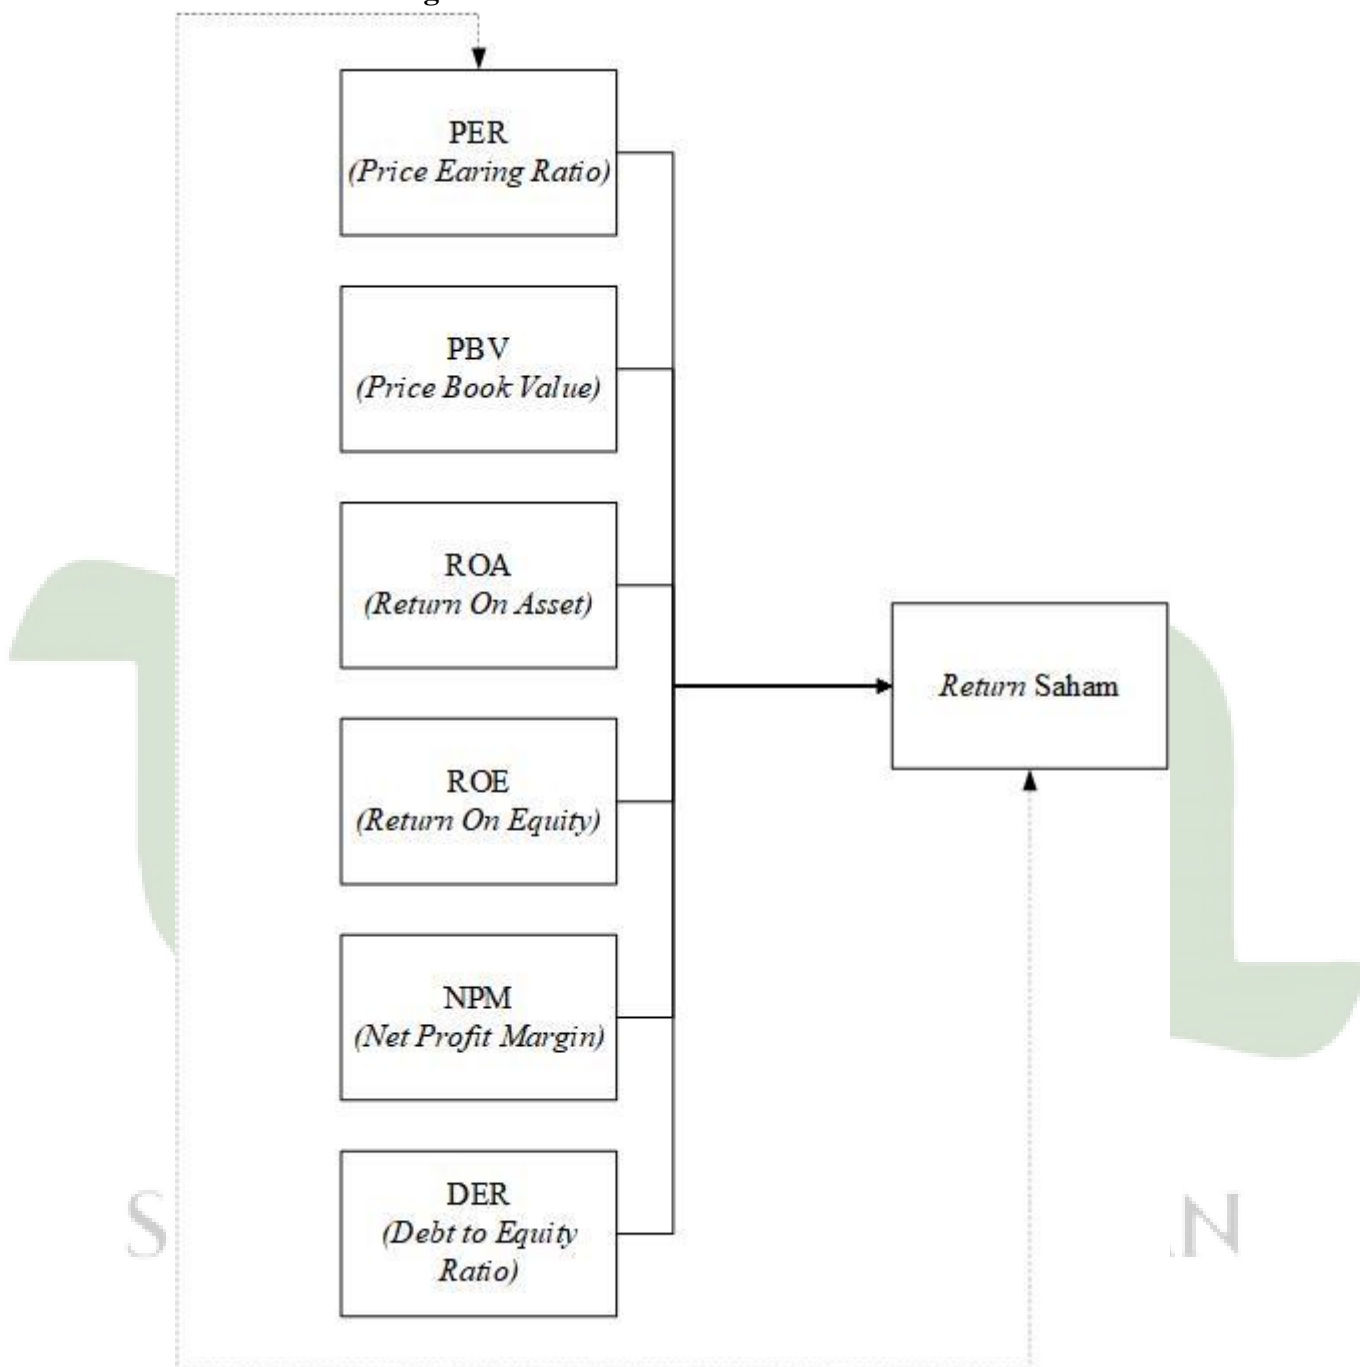 PER
(Price Earing Ratio)
PBV
(Price Book Value)
ROA
(Return On Asset)
ROE
(Return On Equity)
Return Saham
NPM
(Net Profit Margin)
DER
(Debt to Equity
Ratio)
S
N